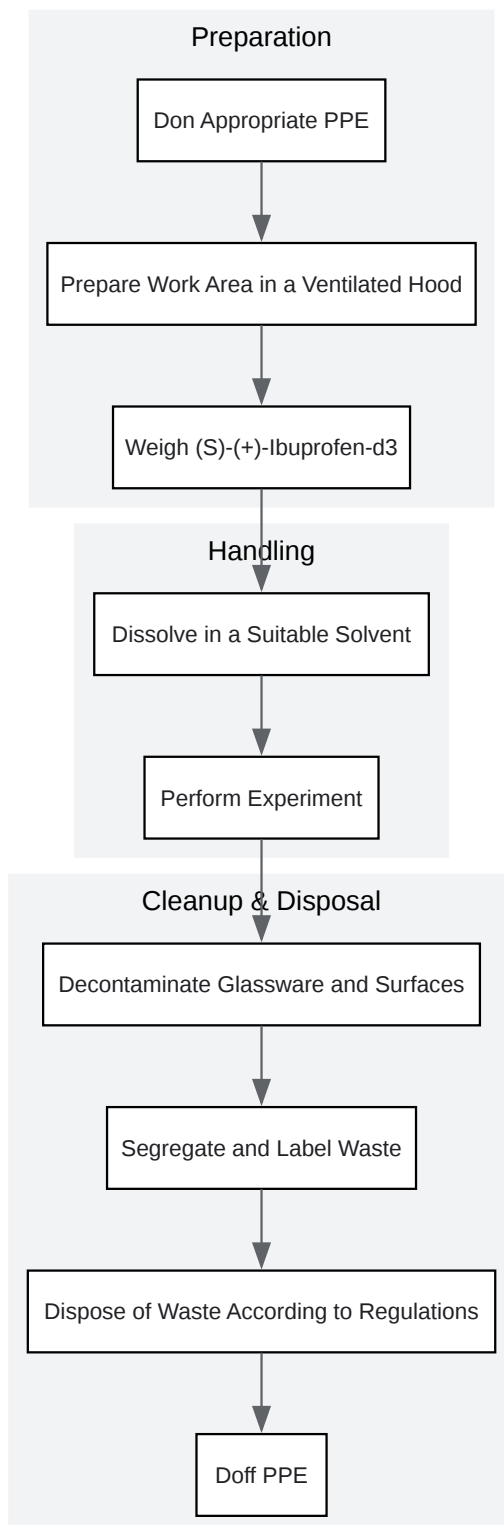 Preparation
Don Appropriate PPE
Prepare Work Area in a Ventilated Hood
Weigh (S)-(+)-Ibuprofen-d3
Handling
Dissolve in a Suitable Solvent
Perform Experiment
Cleanup & Disposal
Decontaminate Glassware and Surfaces
Segregate and Label Waste
Dispose of Waste According to Regulations
Doff PPE